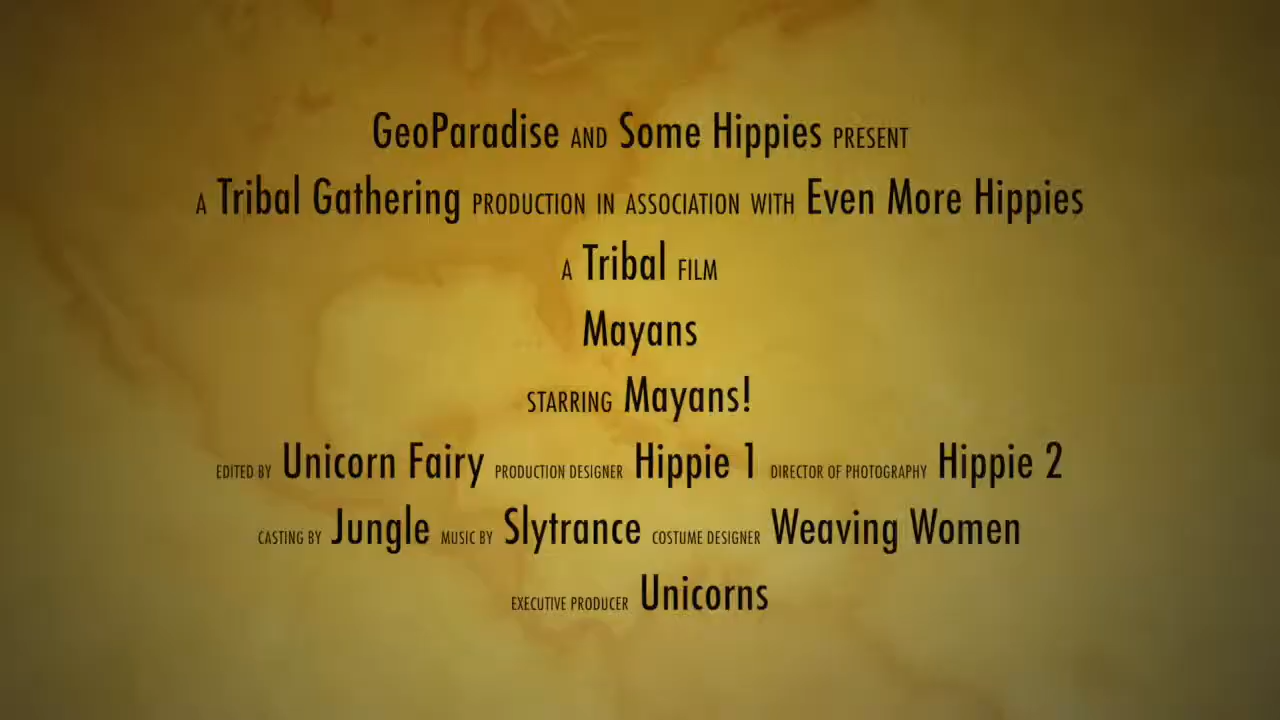 GeoParadise AND Some Hippies PRESENT
A Tribal Gathering PRODUCTION IN ASSOCIATION WITH Even More Hippies
A Tribal FILM
Mayans
STARRING Mayans!
EDITED BY Unicorn Fairy PRODUCTION DESIGNER Hippie 1 DIRECTOR OF PHOTOGRAPHY Hippie 2
CASTING BY Jungle MUSIC BY Slytrance COSTUME DESIGNER Weaving Women
EXECUTIVE PRODUCER Unicorns